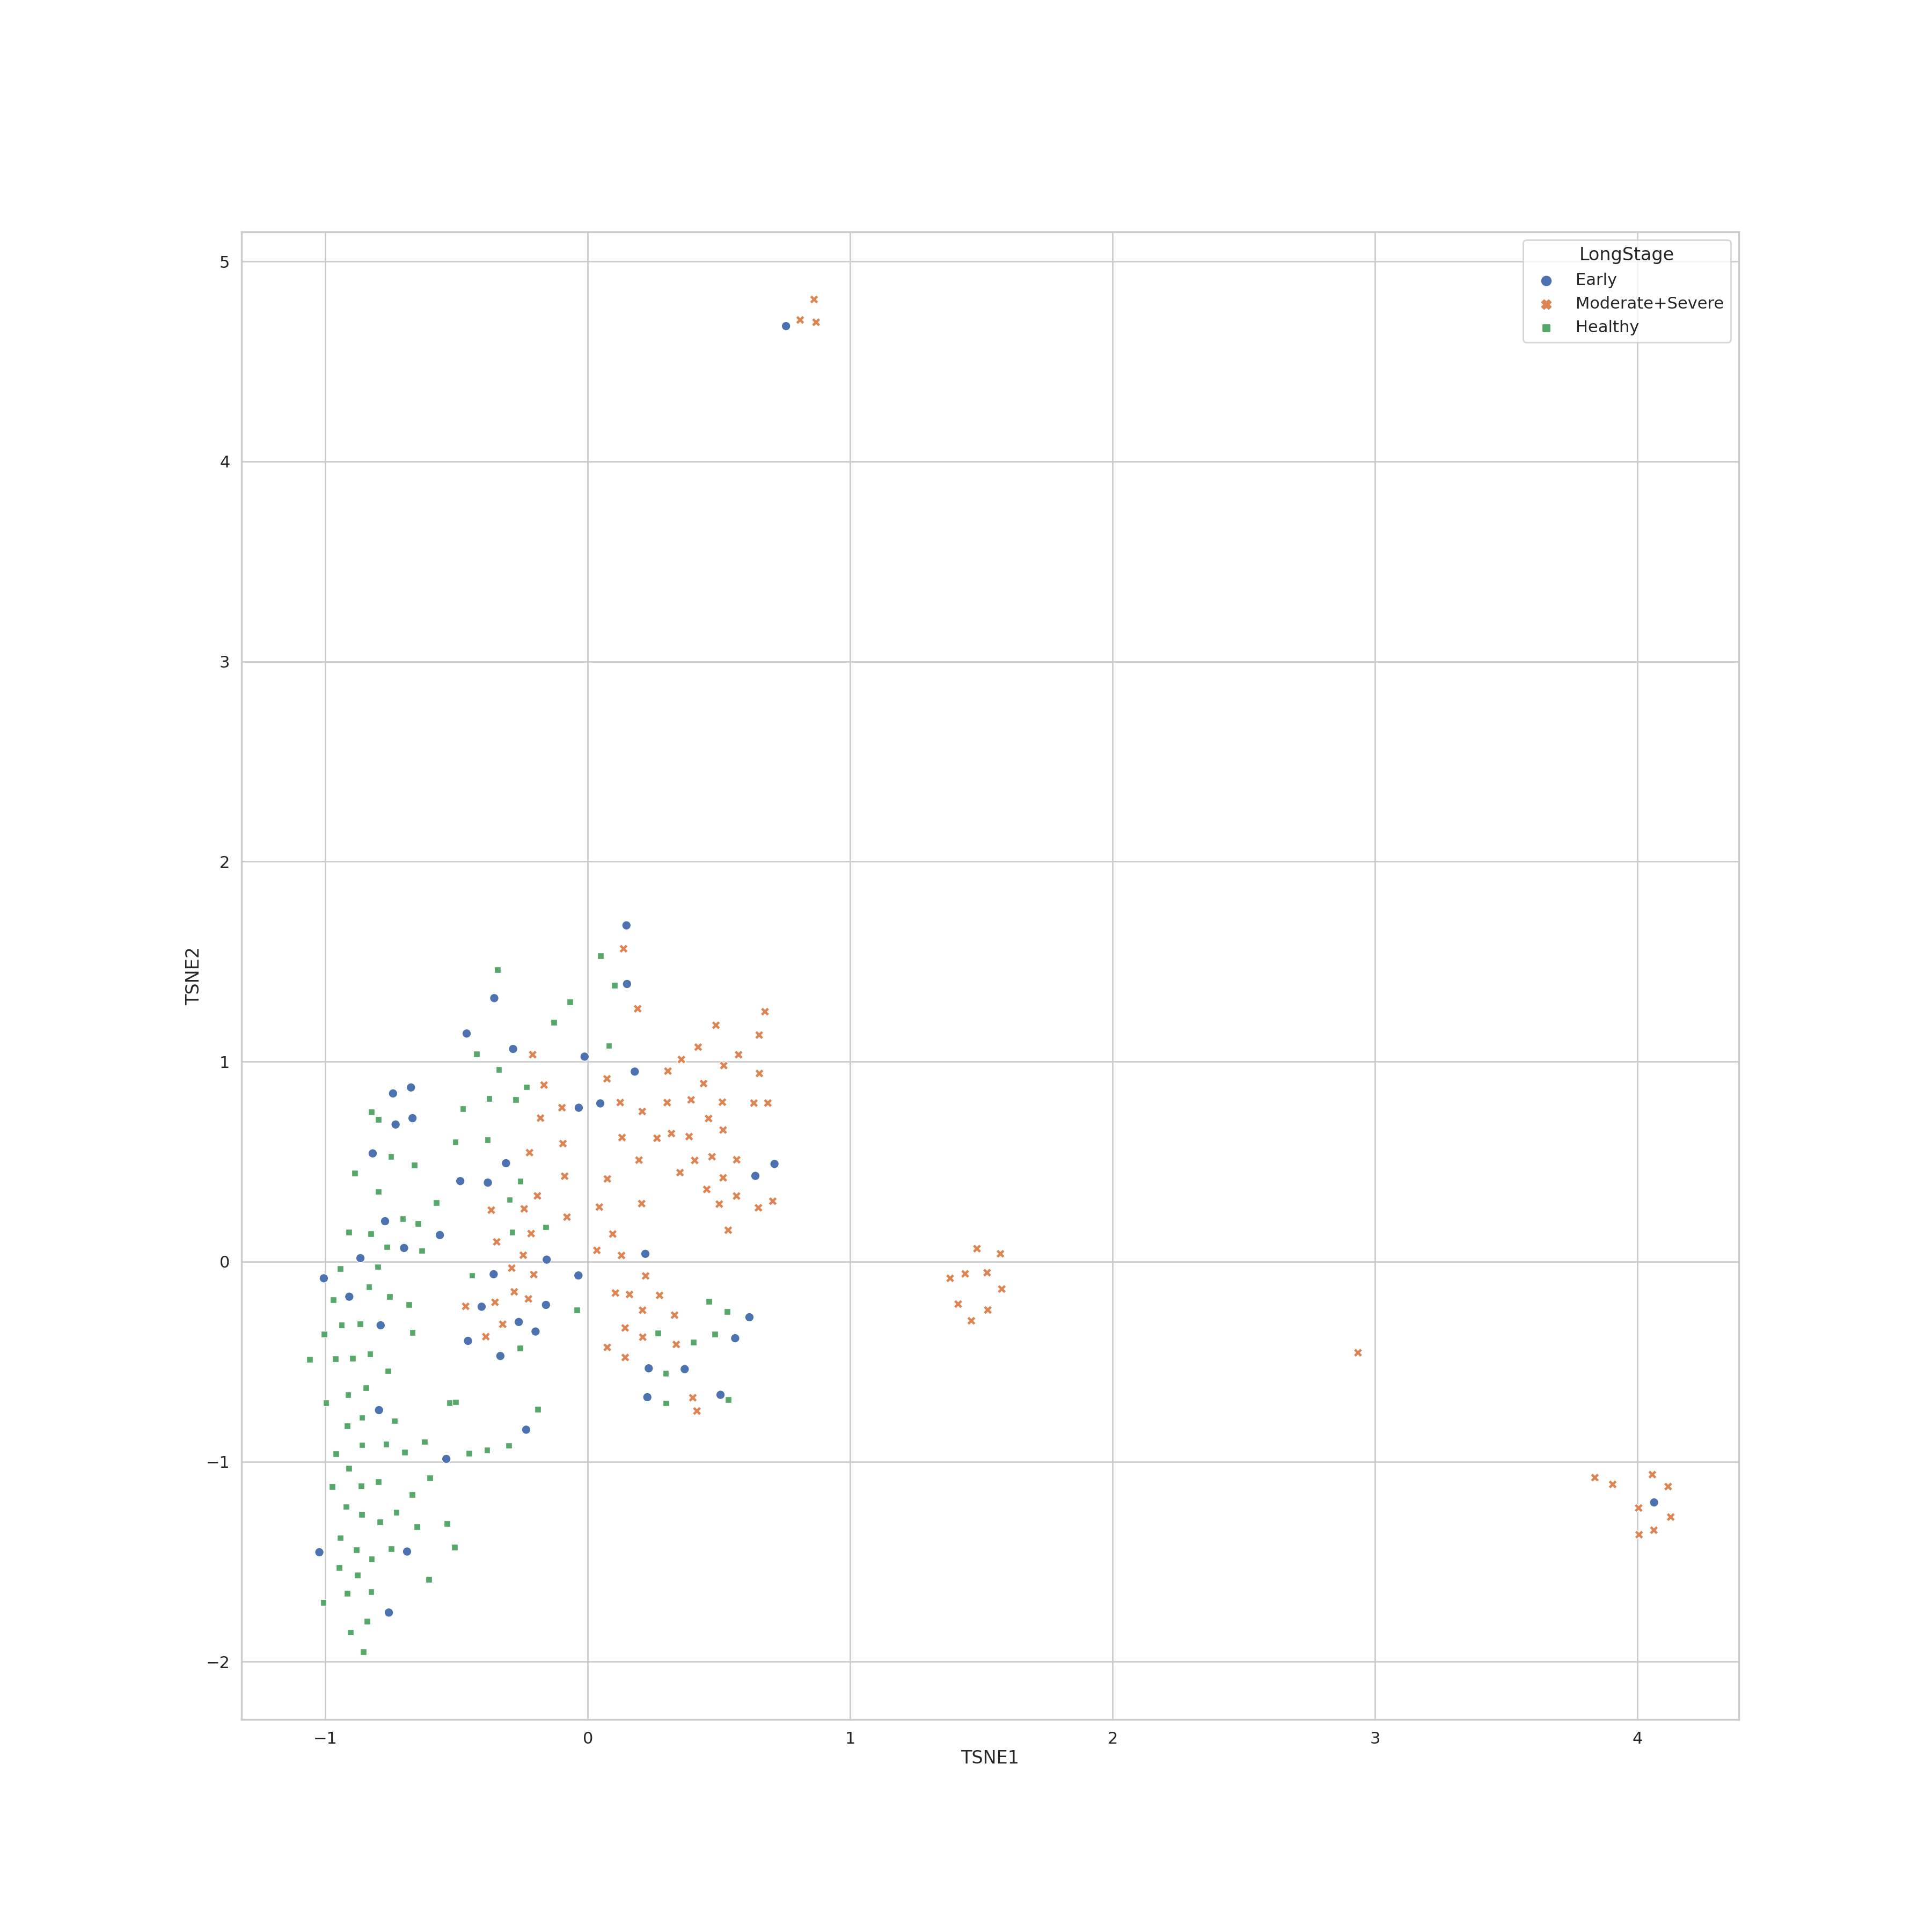 LongStage
Early
Moderate+Severe
Healthy
5
4
3
2
1
0
−1
−2
TSNE2
−1 0 1 2 3 4
TSNE1